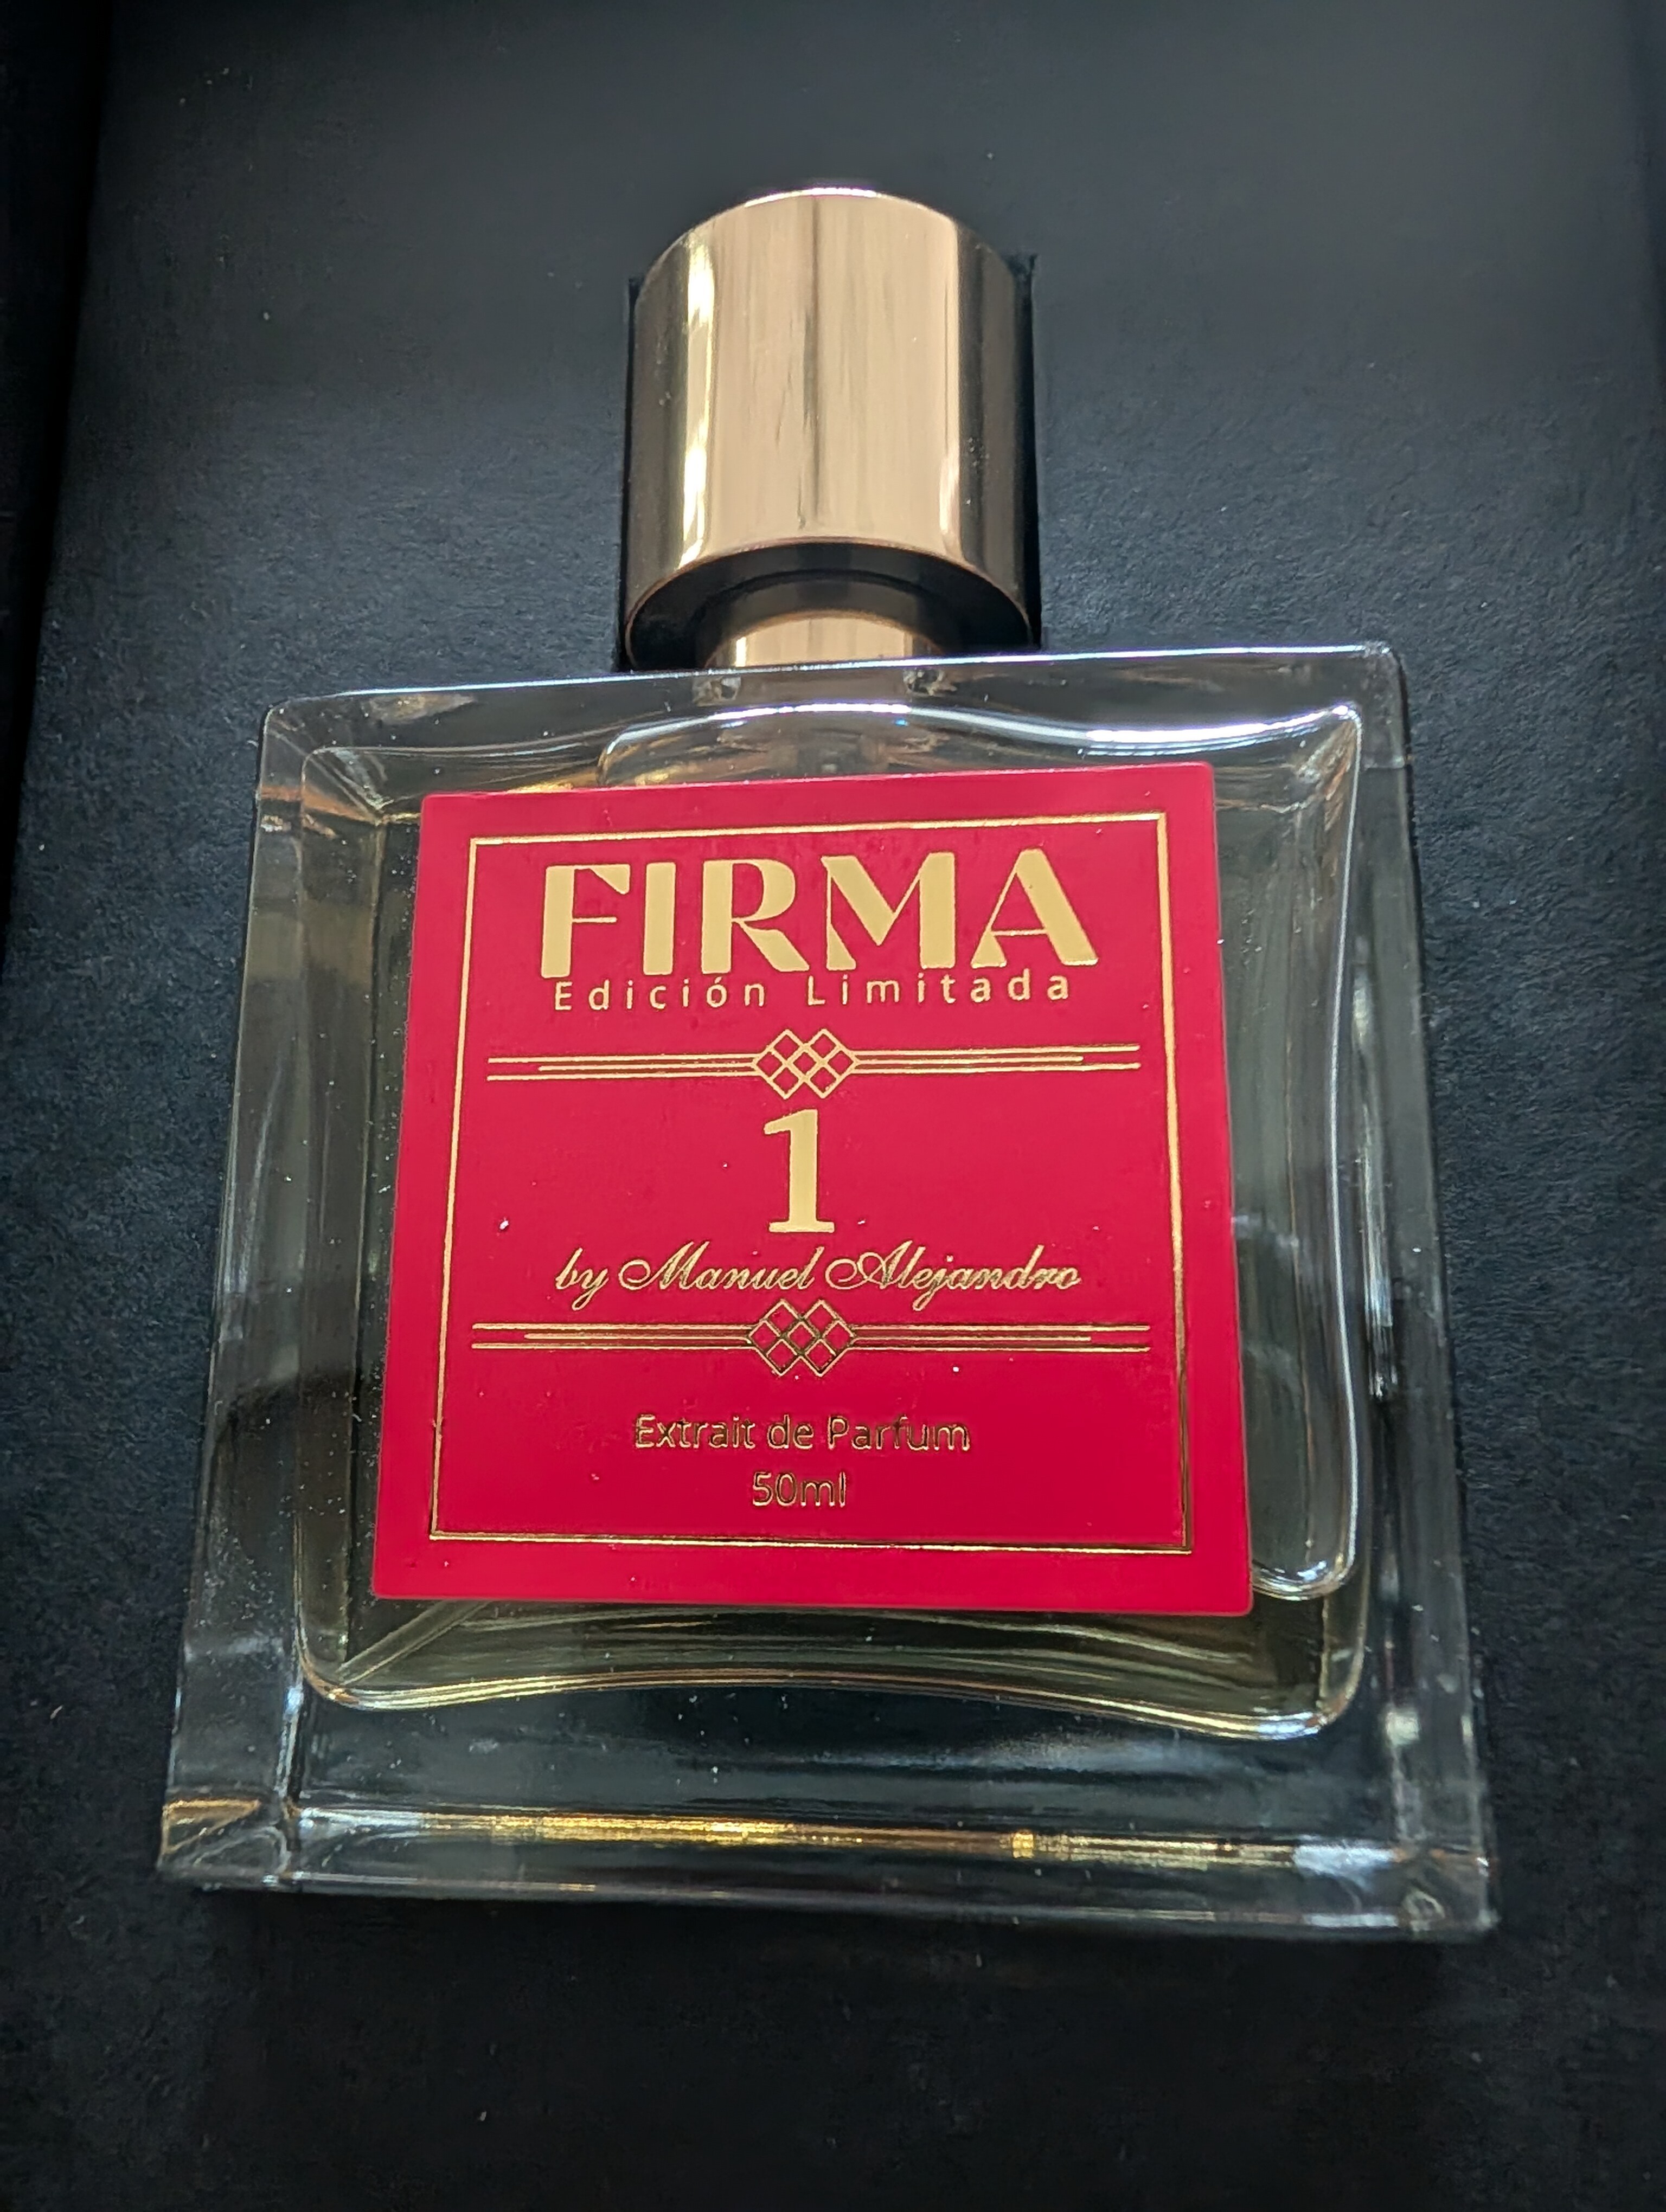 FIRMA
Edición Limitada
1
by Manuel Alejandro
Extrait de Parfum
50ml